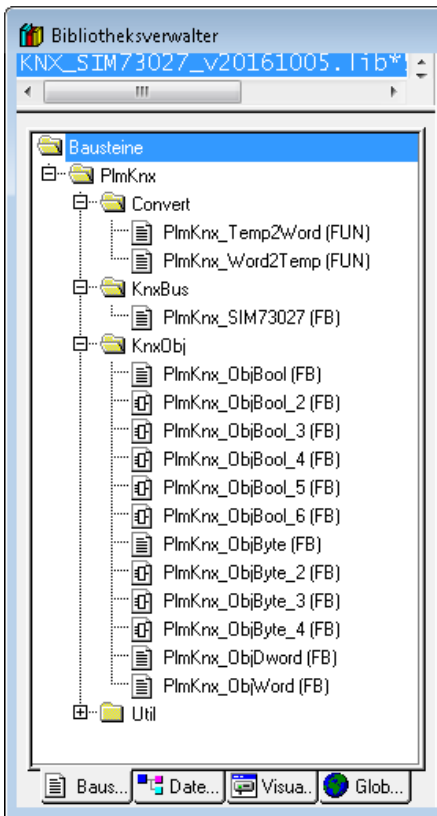 Bibliotheksverwalter
KNX_SIM73027_v20161005.lib*
Bausteine
PlmKnx
Convert
PlmKnx_Temp2Word (FUN)
PlmKnx_Word2Temp (FUN)
KnxBus
PlmKnx_SIM73027 (FB)
KnxObj
PlmKnx_ObjBool (FB)
PlmKnx_ObjBool_2 (FB)
PlmKnx_ObjBool_3 (FB)
PlmKnx_ObjBool_4 (FB)
PlmKnx_ObjBool_5 (FB)
PlmKnx_ObjBool_6 (FB)
PlmKnx_ObjByte (FB)
PlmKnx_ObjByte_2 (FB)
PlmKnx_ObjByte_3 (FB)
PlmKnx_ObjByte_4 (FB)
PlmKnx_ObjDword (FB)
PlmKnx_ObjWord (FB)
Util
Baus... Date... Visua.. Glob...